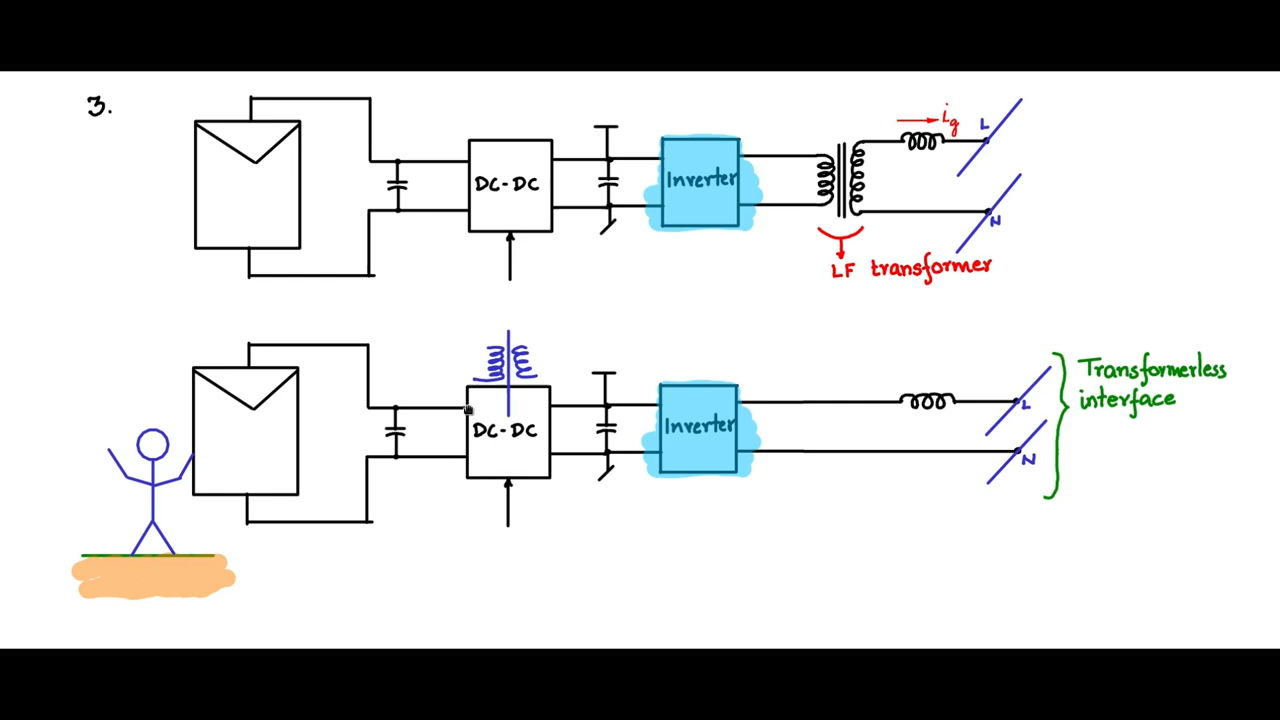 3.
DC-DC
Inverter
i_g
L
N
LF transformer
DC-DC
Inverter
L
N
Transformerless
interface